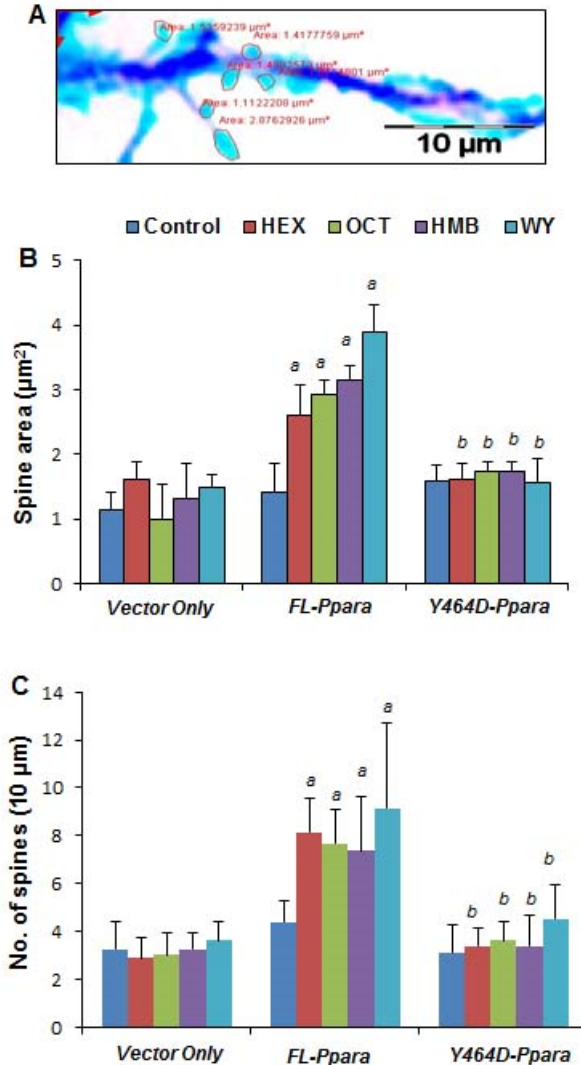 A
Area: 1.4177759 µm²
Area: 1.1122208 µm²
Area: 2.0762926 µm²
10 µm
Control HEX OCT HMB WY
B
Spine area (µm²)
5
4
3
2
1
0
a a a a
b b b b
Vector Only FL-Ppara Y464D-Ppara
C
No. of spines (10 µm)
14
12
10
8
6
4
2
0
a a a a
b b b b
Vector Only FL-Ppara Y464D-Ppara